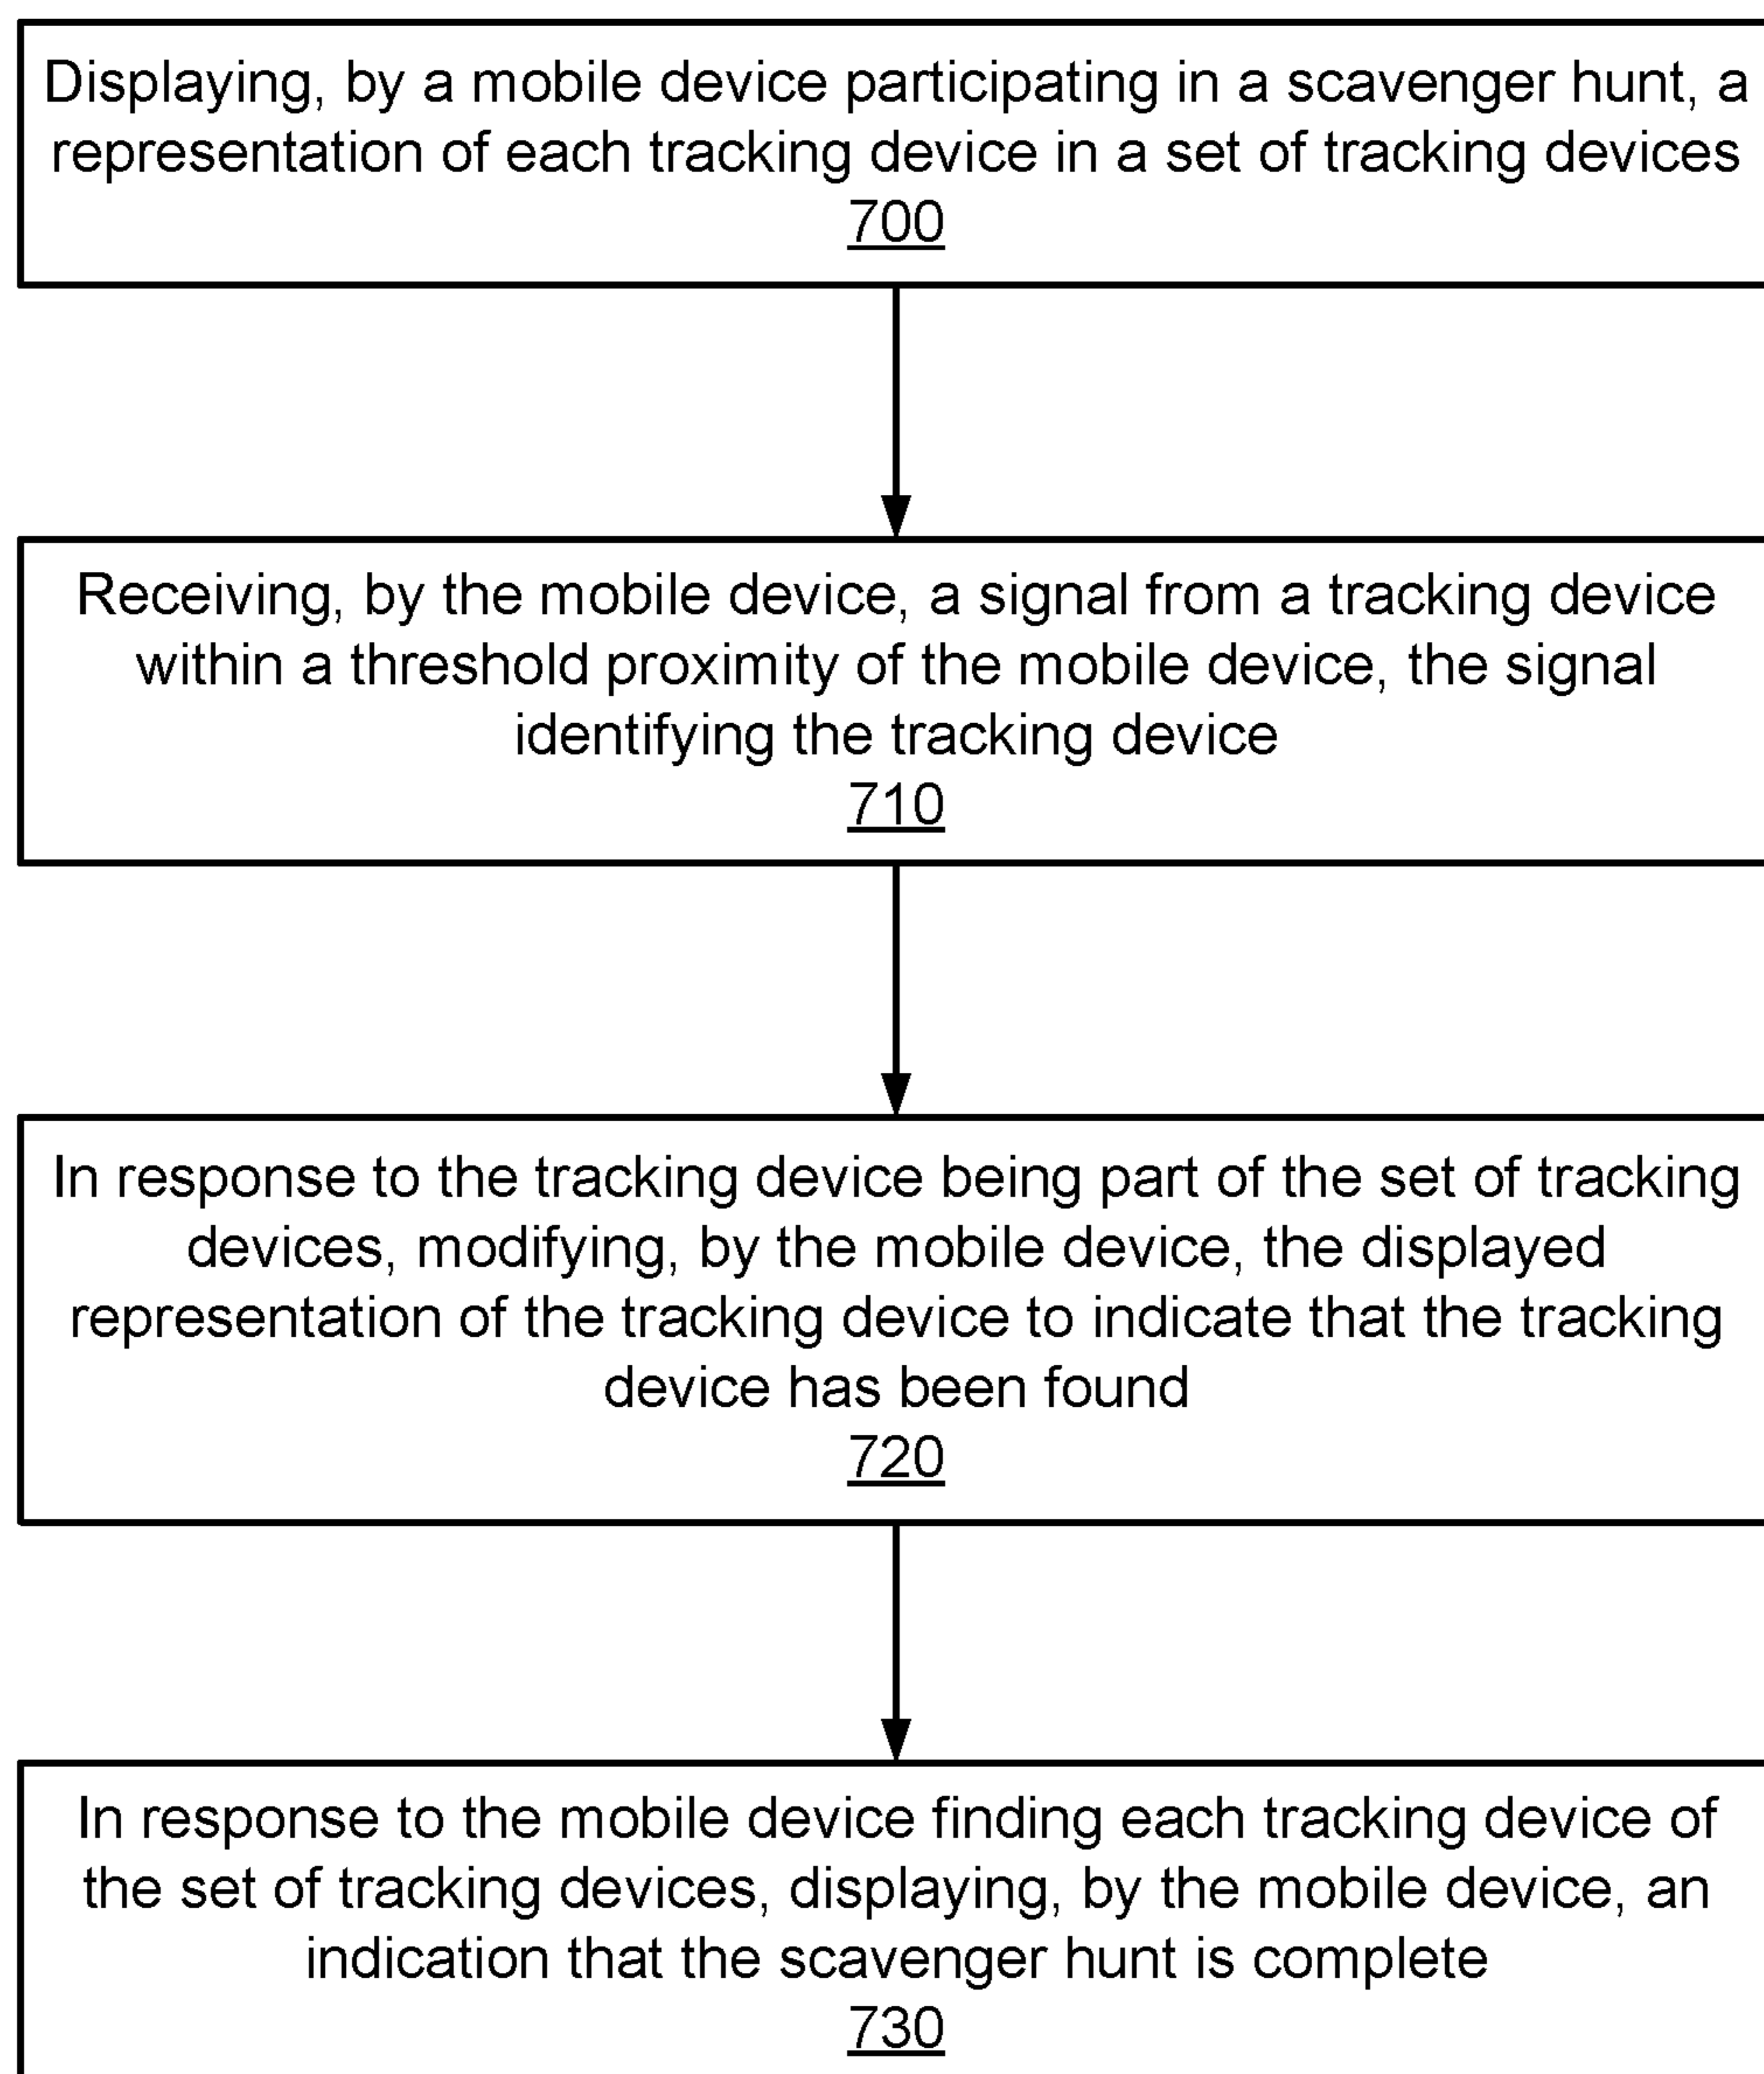 Displaying, by a mobile device participating in a scavenger hunt, a
representation of each tracking device in a set of tracking devices
700
Receiving, by the mobile device, a signal from a tracking device
within a threshold proximity of the mobile device, the signal
identifying the tracking device
710
In response to the tracking device being part of the set of tracking
devices, modifying, by the mobile device, the displayed
representation of the tracking device to indicate that the tracking
device has been found
720
In response to the mobile device finding each tracking device of
the set of tracking devices, displaying, by the mobile device, an
indication that the scavenger hunt is complete
730